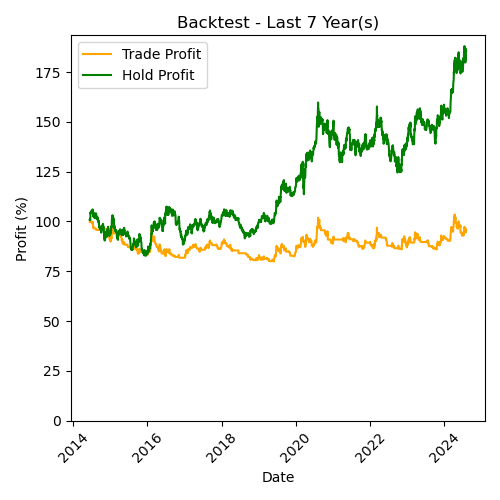 Backtest - Last 7 Year(s)
Trade Profit
Hold Profit
Profit (%)
175
150
125
100
75
50
25
0
2014
2016
2018
2020
2022
2024
Date